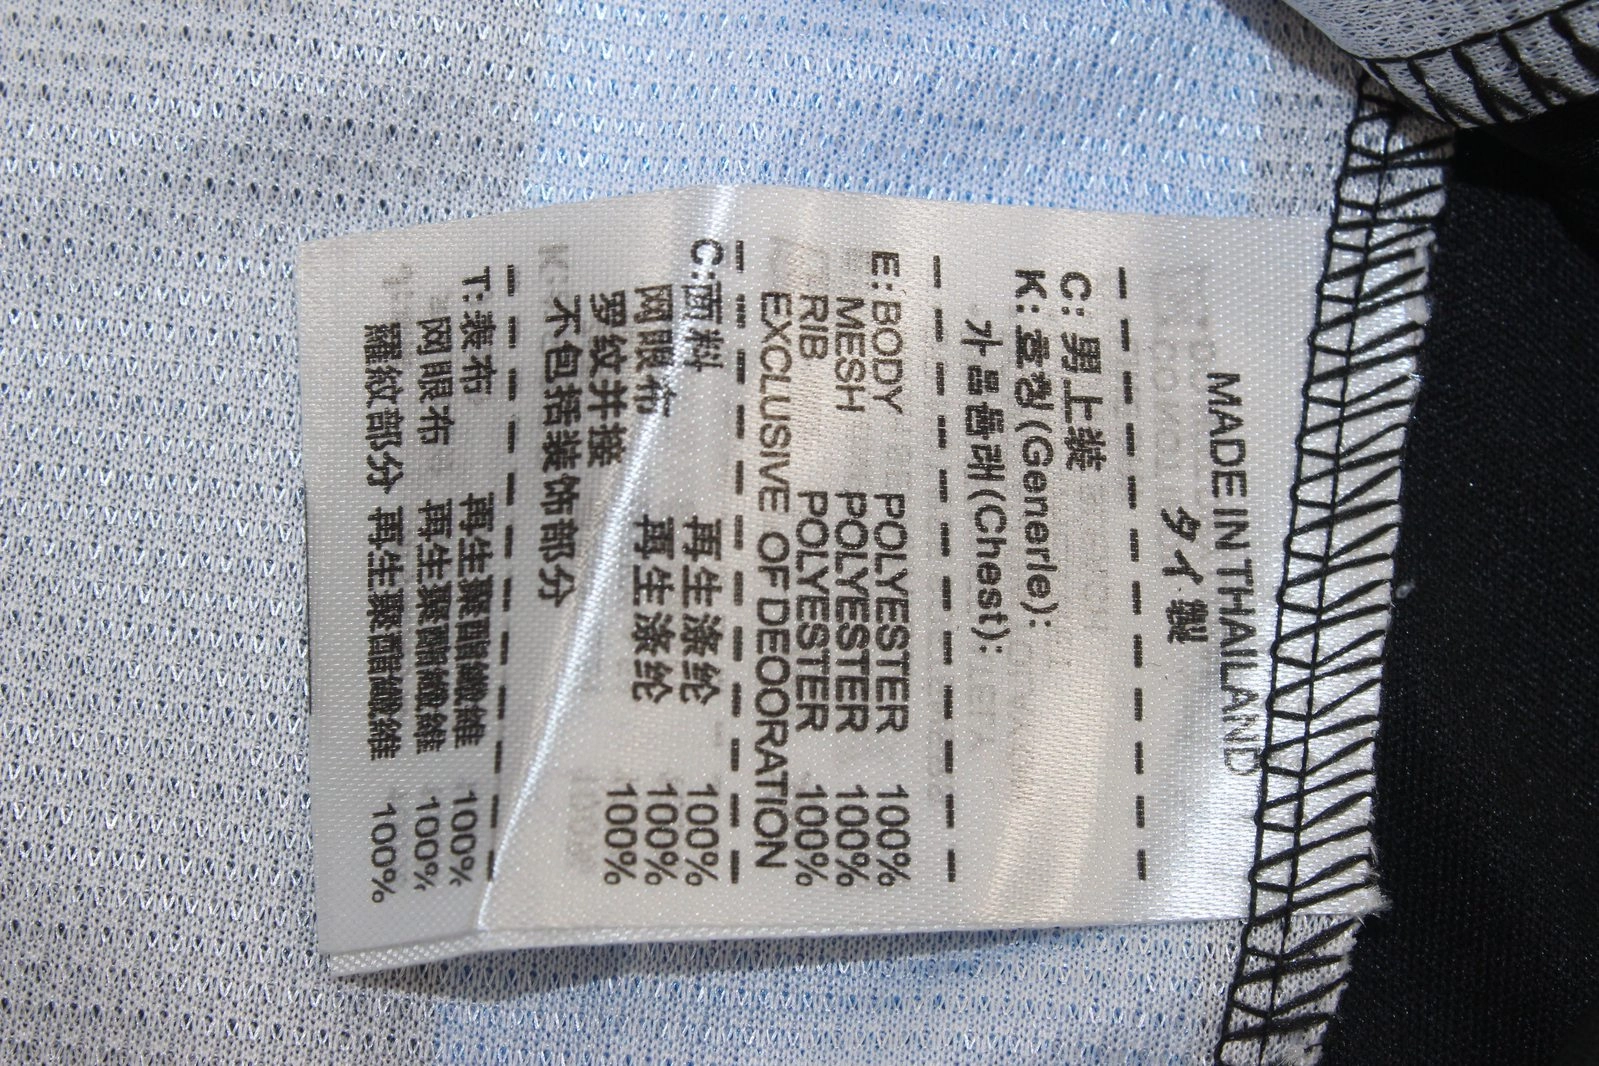 MADE IN THAILAND
タイ製
C: 男上装
K: 호칭(Generle):
가슴둘레(Chest):
E: BODY POLYESTER 100%
MESH POLYESTER 100%
RIB POLYESTER 100%
EXCLUSIVE OF DEOORATION
C: 面料 再生涤纶 100%
网眼布 再生涤纶 100%
罗纹并接 100%
不包括装饰部分
T: 表布 再生聚酯纖維 100%
网眼布 再生聚酯纖維 100%
羅紋部分 再生聚酯纖維 100%